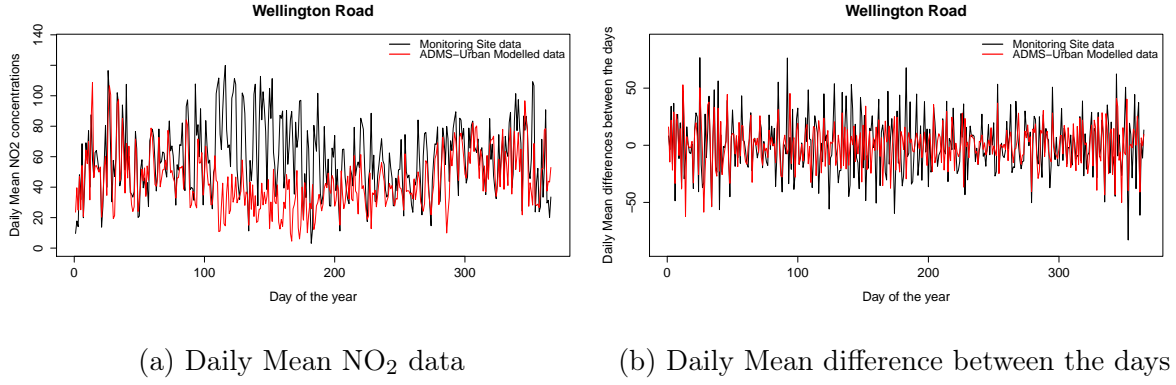 Wellington Road
Daily Mean NO2 concentrations
140
120
100
80
60
40
20
0
Monitoring Site data
ADMS−Urban Modelled data
0
100
200
300
Day of the year
(a) Daily Mean NO₂ data
Wellington Road
Daily Mean difference between the days
50
0
−50
Monitoring Site data
ADMS−Urban Modelled data
0
100
200
300
Day of the year
(b) Daily Mean difference between the days